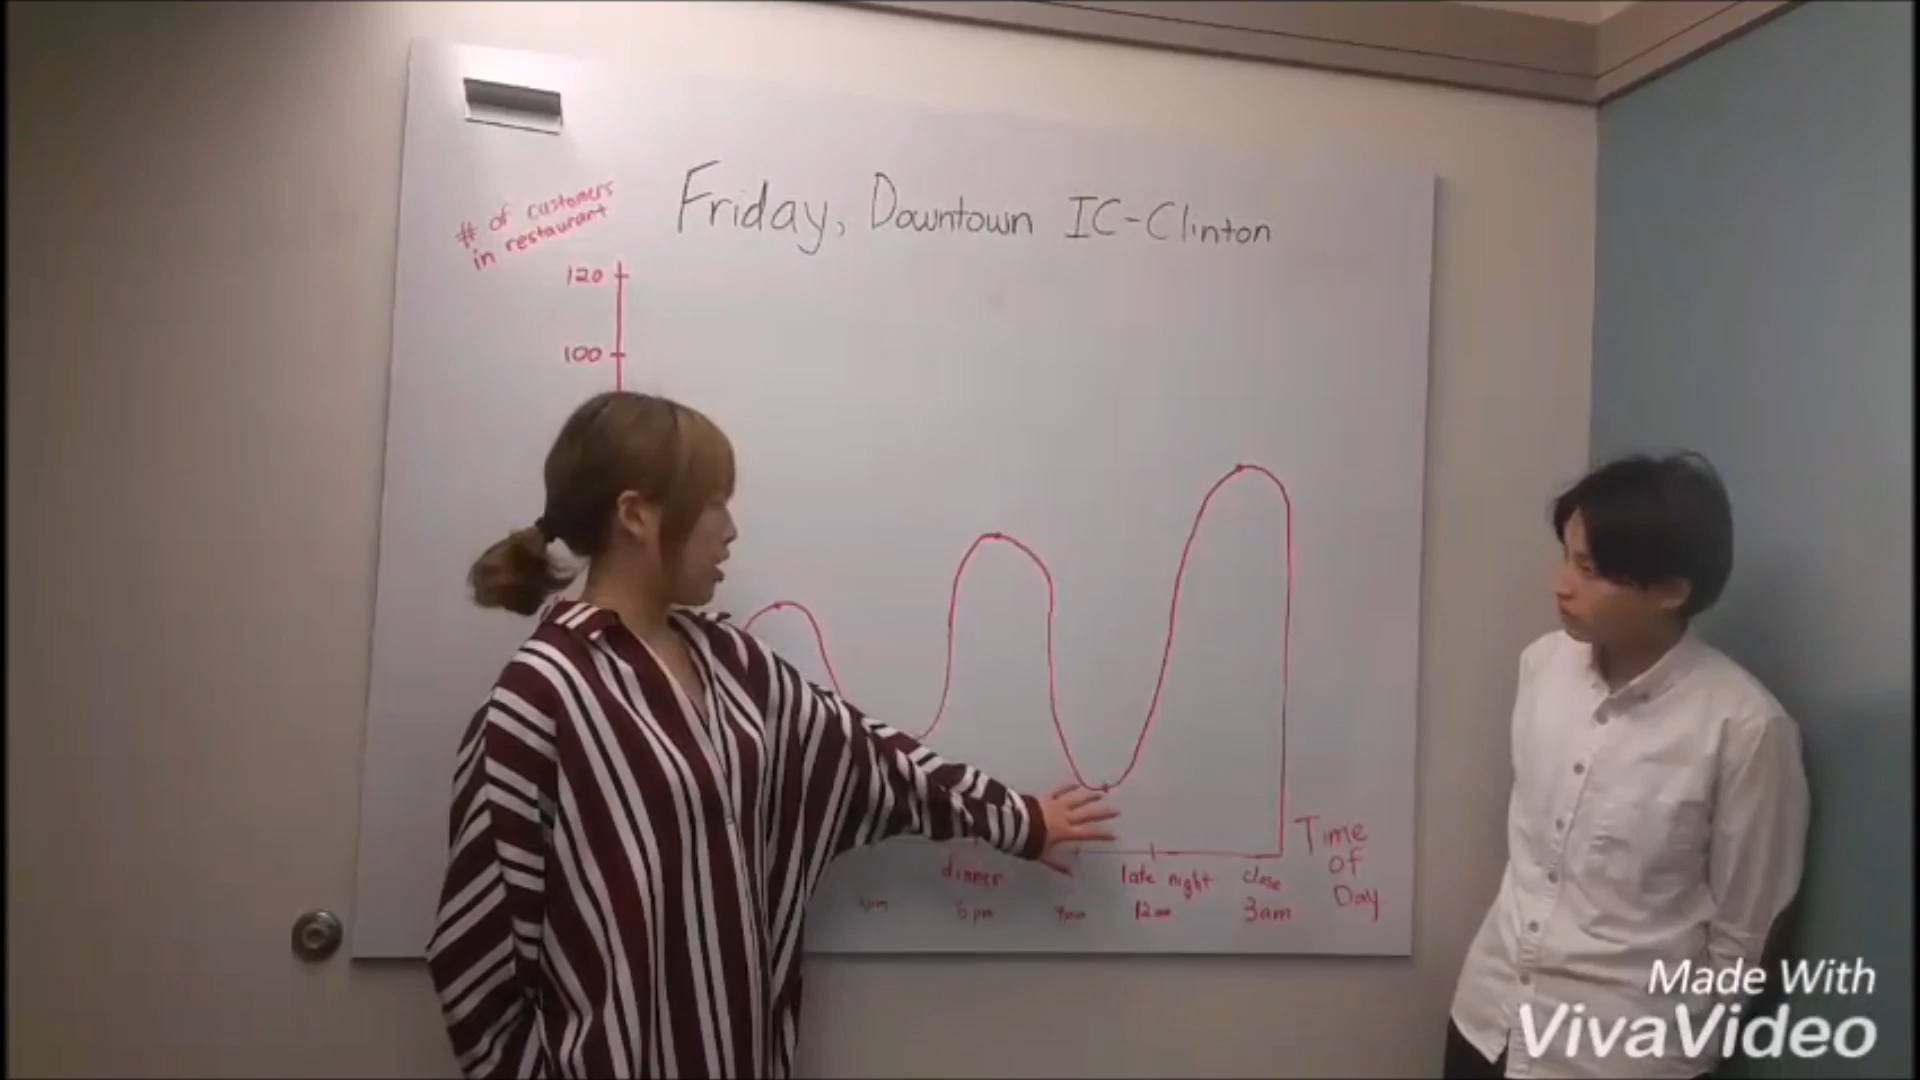 Friday, Downtown IC-Clinton
# of customers
in restaurant
120
100
dinner
late night
close
6pm
9pm
12am
3am
Time
of
Day
Made With
VivaVideo